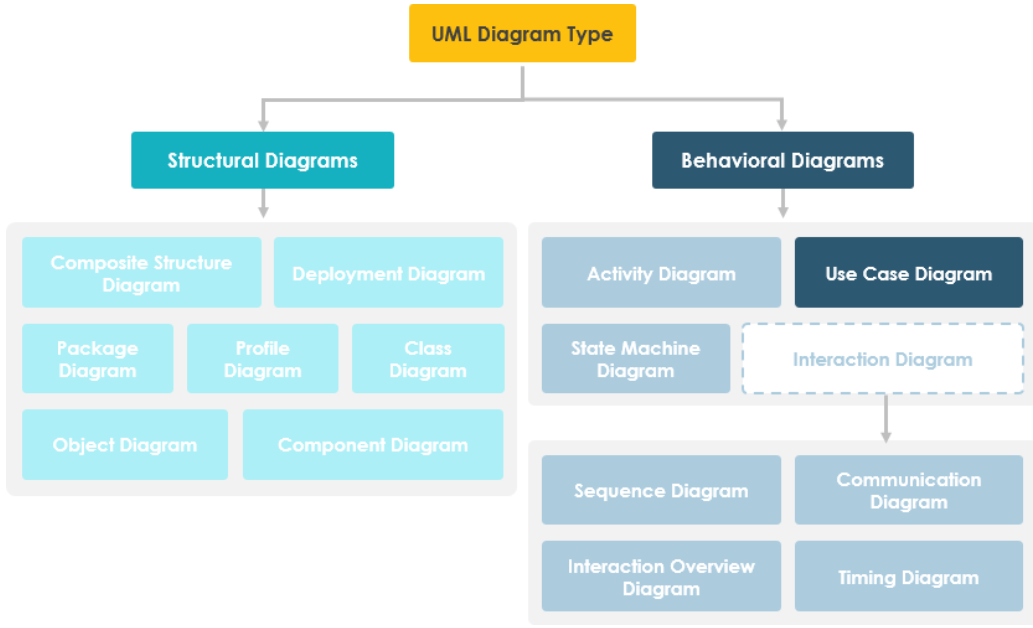 UML Diagram Type
Structural Diagrams
Behavioral Diagrams
Composite Structure
Diagram
Deployment Diagram
Package
Diagram
Profile
Diagram
Class
Diagram
Object Diagram
Component Diagram
Activity Diagram
Use Case Diagram
State Machine
Diagram
Interaction Diagram
Sequence Diagram
Communication
Diagram
Interaction Overview
Diagram
Timing Diagram